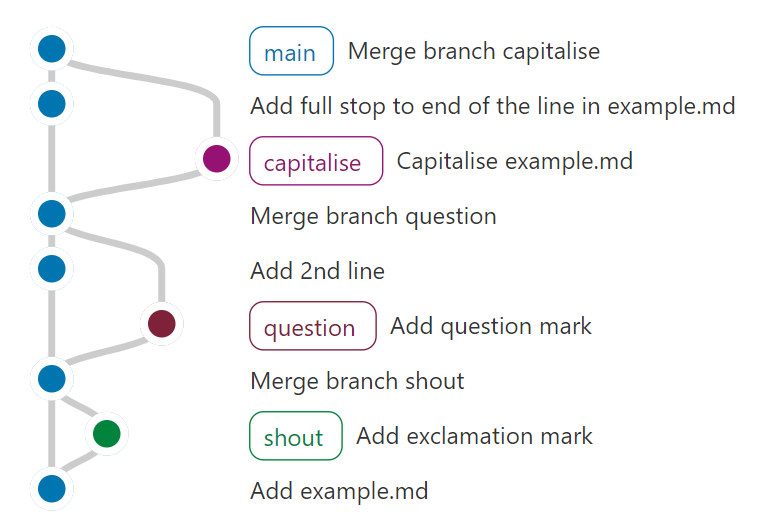 main Merge branch capitalise
Add full stop to end of the line in example.md
capitalise Capitalise example.md
Merge branch question
Add 2nd line
question Add question mark
Merge branch shout
shout Add exclamation mark
Add example.md